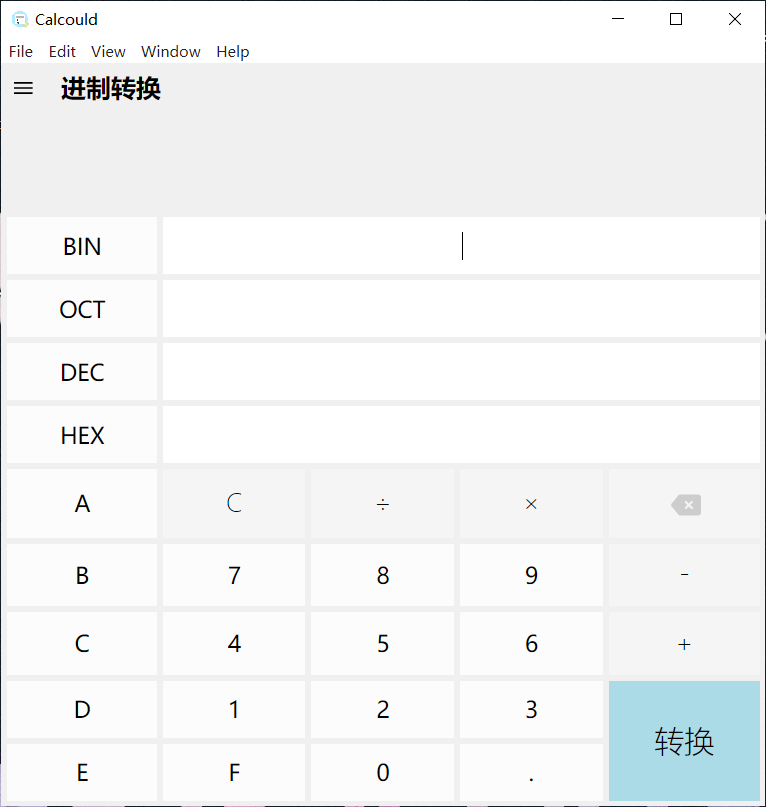 Calcould
File Edit View Window Help
进制转换
BIN
OCT
DEC
HEX
A C ÷ ×
B 7 8 9 -
C 4 5 6 +
D 1 2 3
转换
E F 0 .